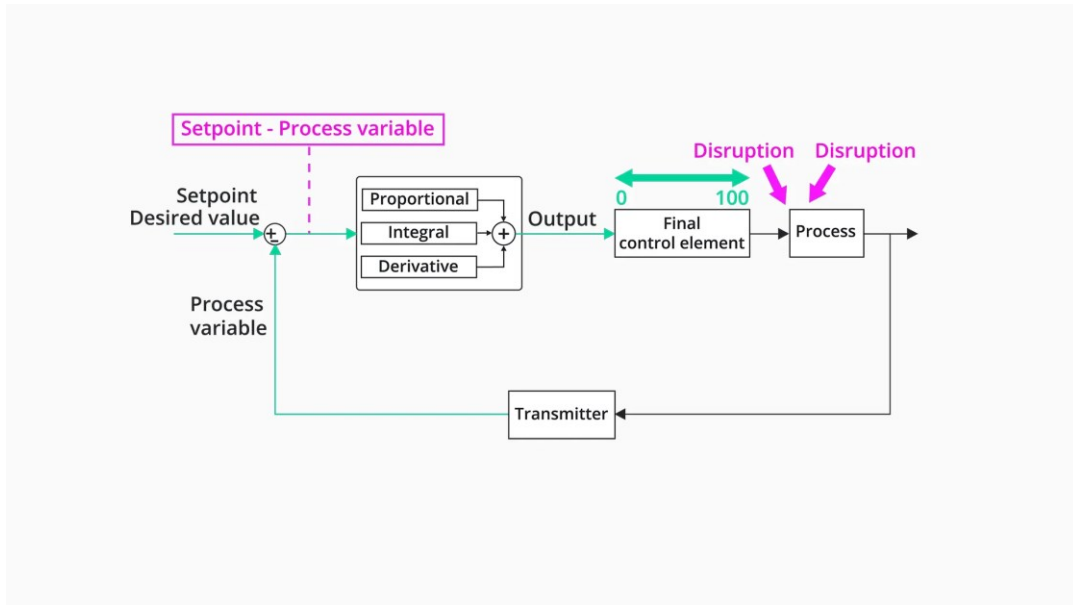 Setpoint - Process variable
Disruption
Disruption
Setpoint
Desired value
+
-
Proportional
Integral
Derivative
+
Output
0
100
Final
control element
Process
Process
variable
Transmitter